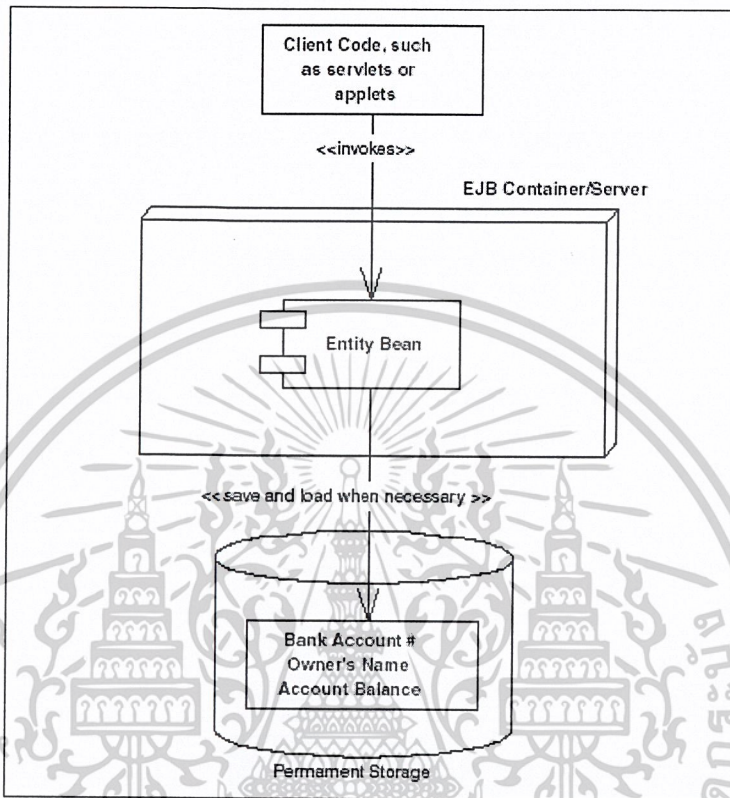 Client Code, such
as servlets or
applets
<<invokes>>
EJB Container/Server
Entity Bean
<<save and load when necessary >>
Bank Account #
Owner's Name
Account Balance
Permament Storage